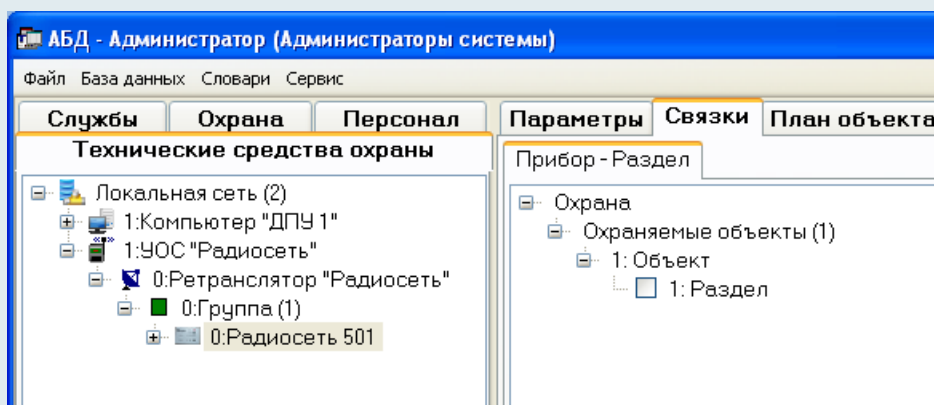 АБД - Администратор (Администраторы системы)
Файл База данных Словари Сервис
Службы Охрана Персонал
Технические средства охраны
Локальная сеть (2)
1:Компьютер "ДПУ 1"
1:УОС "Радиосеть"
0:Ретранслятор "Радиосеть"
0:Группа (1)
0:Радиосеть 501
Параметры Связки План объекта
Прибор - Раздел
Охрана
Охраняемые объекты (1)
1: Объект
1: Раздел